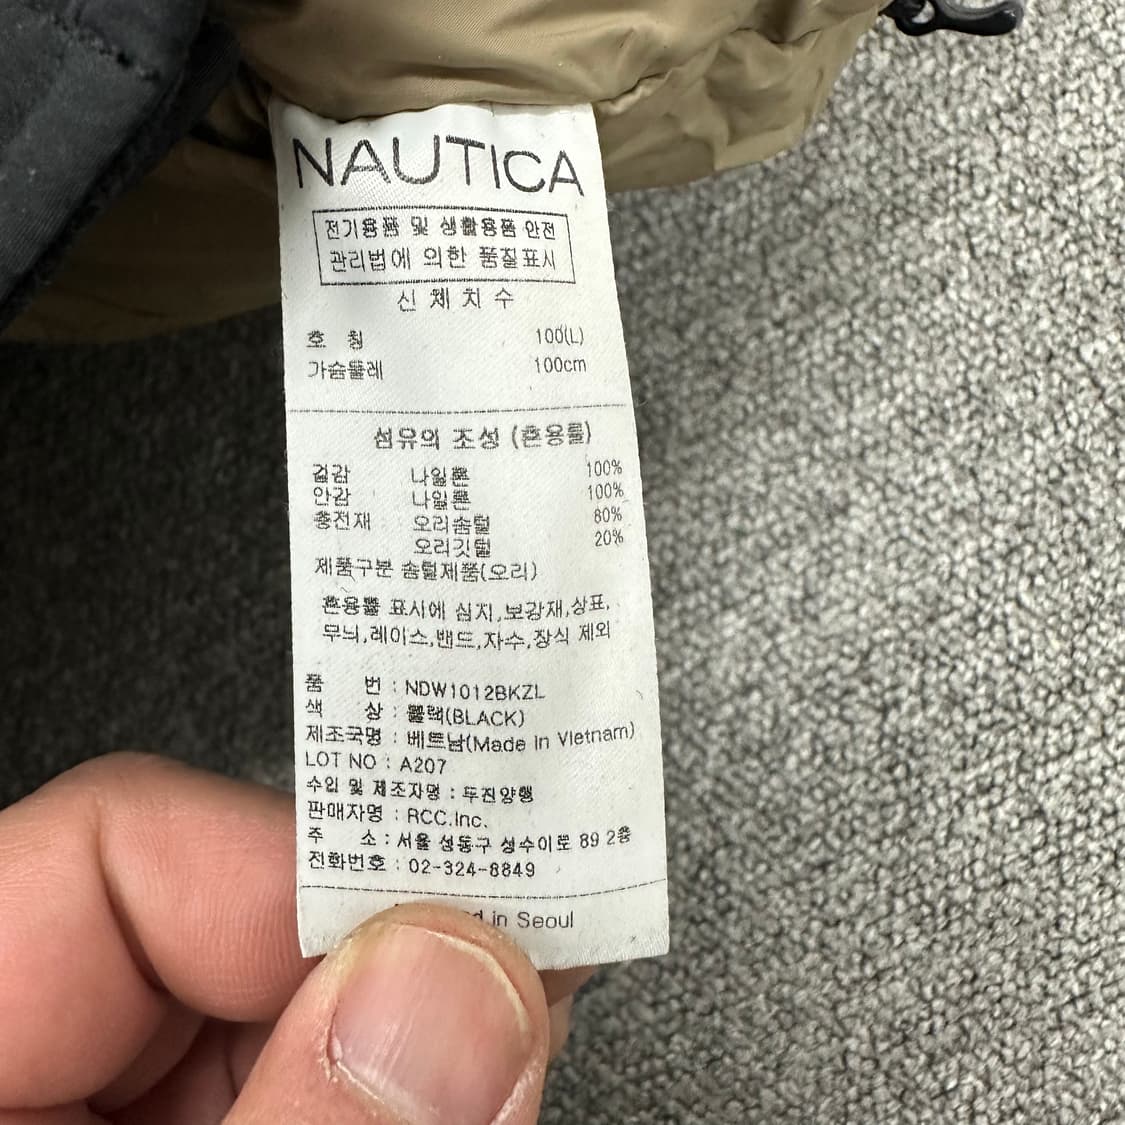 NAUTICA
전기용품 및 생활용품 안전
관리법에 의한 품질표시
신체치수
호 칭 100(L)
가슴둘레 100cm
섬유의 조성 (혼용률)
겉감 나일론 100%
안감 나일론 100%
충전재 오리솜털 80%
오리깃털 20%
제품구분 솜털제품(오리)
혼용률 표시에 심지,보강재,상표,
무늬,레이스,밴드,자수,장식 제외
품 번 : NDW1012BKZL
색 상 : 블랙(BLACK)
제조국명 : 베트남(Made in Vietnam)
LOT NO : A207
수입 및 제조자명 : 두진양행
판매자명 : RCC.Inc.
주 소 : 서울 성동구 성수이로 89 2층
전화번호 : 02-324-8849
in Seoul